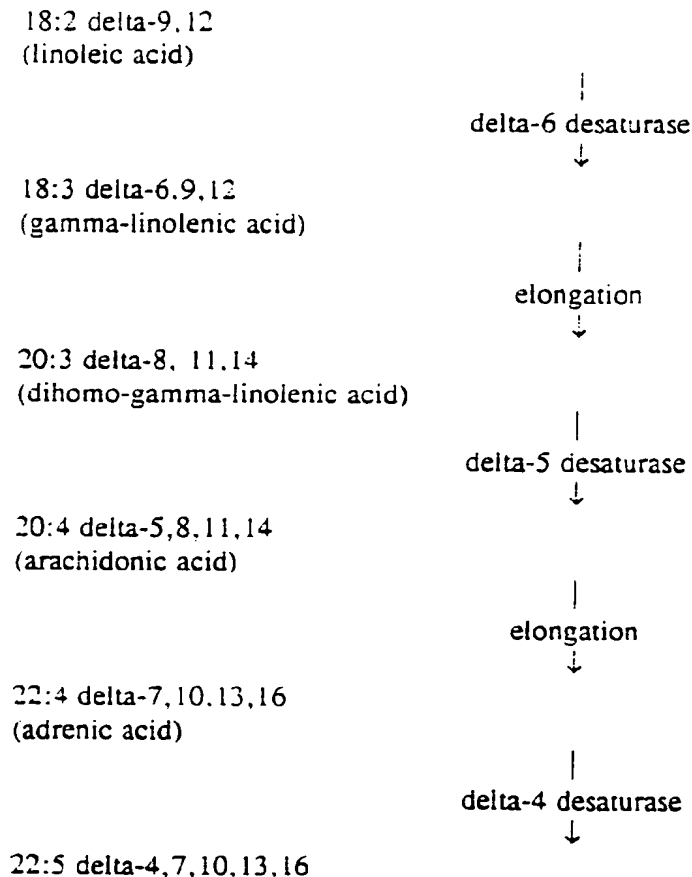 18:2 delta-9,12
(linoleic acid)
delta-6 desaturase
18:3 delta-6.9,12
(gamma-linolenic acid)
elongation
20:3 delta-8, 11,14
(dihomo-gamma-linolenic acid)
delta-5 desaturase
20:4 delta-5,8,11,14
(arachidonic acid)
elongation
22:4 delta-7,10.13,16
(adrenic acid)
delta-4 desaturase
22:5 delta-4,7,10,13,16